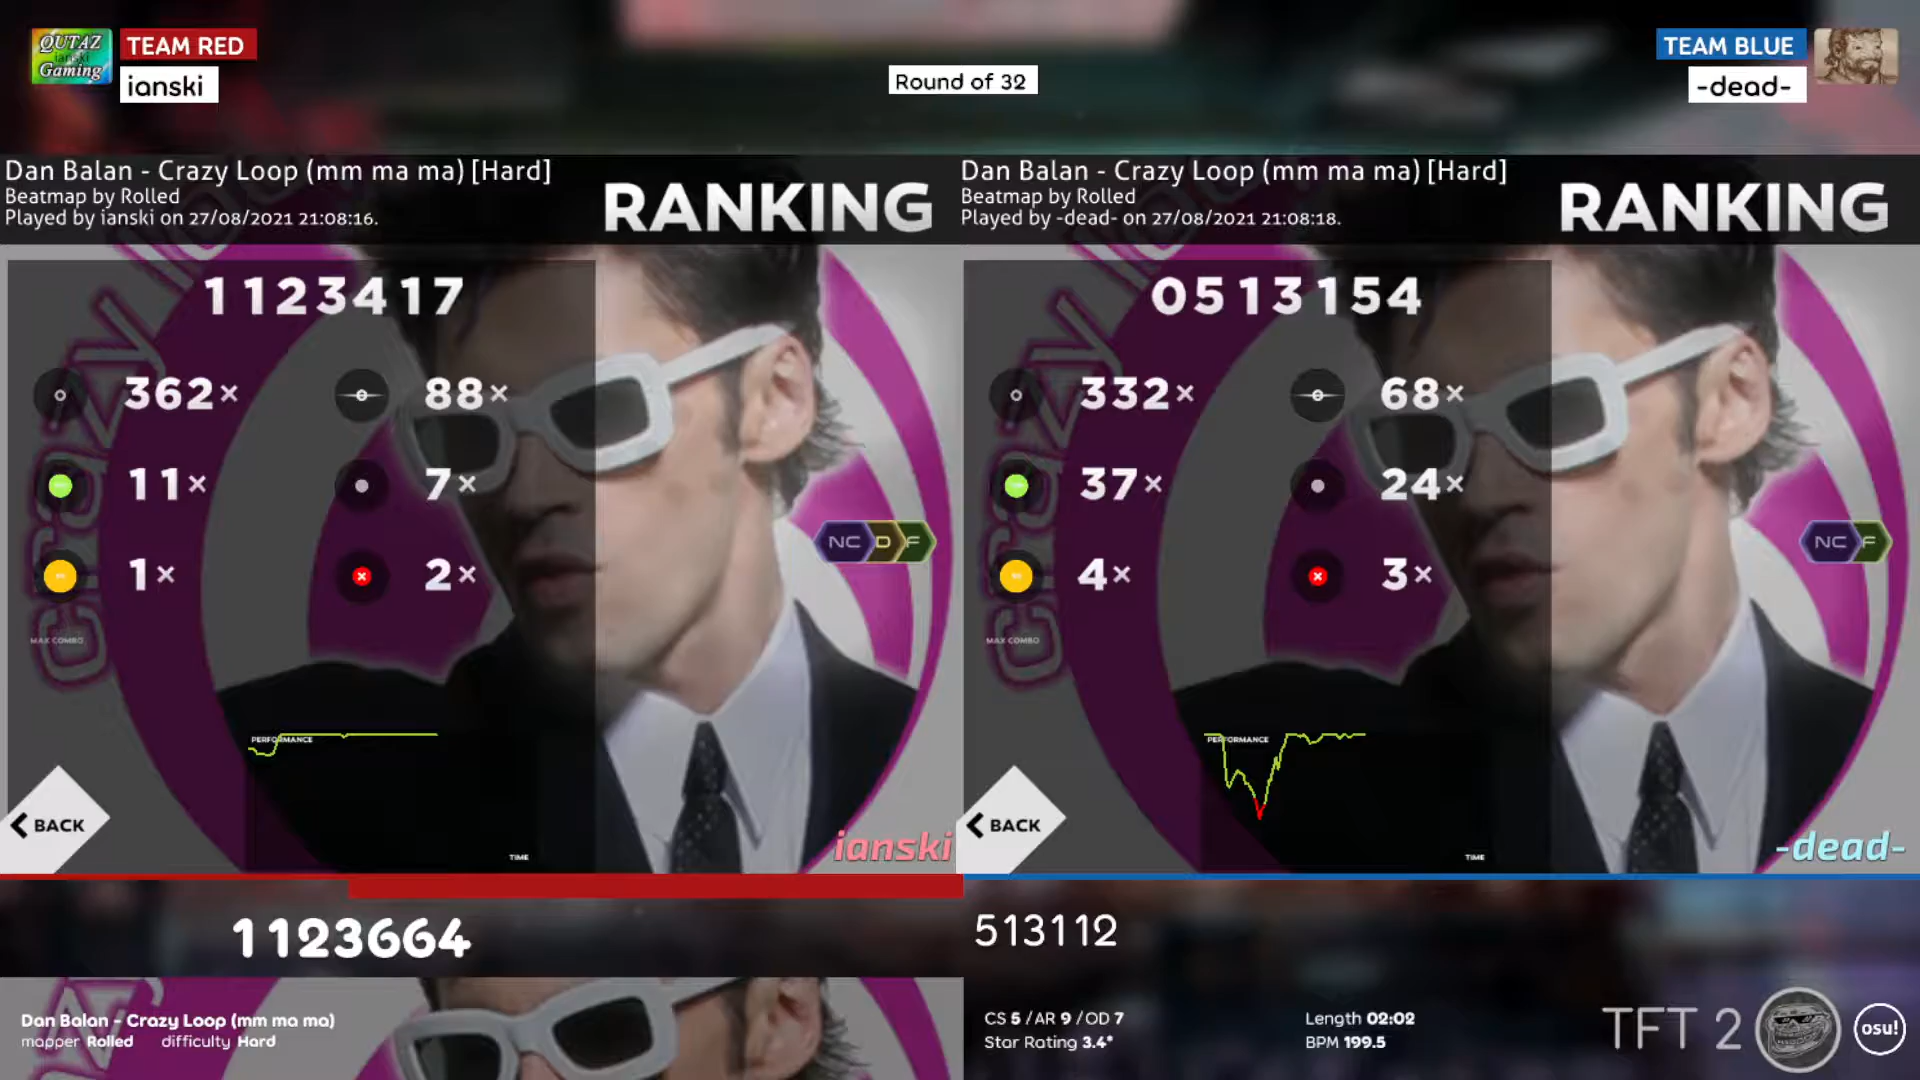 QUTAZ
ianski
Gaming
TEAM RED
ianski
Round of 32
TEAM BLUE
-dead-
Dan Balan - Crazy Loop (mm ma ma) [Hard]
Beatmap by Rolled
Played by ianski on 27/08/2021 21:08:16.
RANKING
Dan Balan - Crazy Loop (mm ma ma) [Hard]
Beatmap by Rolled
Played by -dead- on 27/08/2021 21:08:18.
RANKING
crazy loop
1123417
362× 88×
11× 7×
1× 2×
MAX COMBO
NC D F
PERFORMANCE
TIME
BACK
ianski
crazy loop
0513154
332× 68×
37× 24×
4× 3×
MAX COMBO
NC F
PERFORMANCE
TIME
BACK
-dead-
1123664
513112
Dan Balan - Crazy Loop (mm ma ma)
mapper Rolled difficulty Hard
CS 5 / AR 9 / OD 7
Star Rating 3.4*
Length 02:02
BPM 199.5
TFT 2
osu!